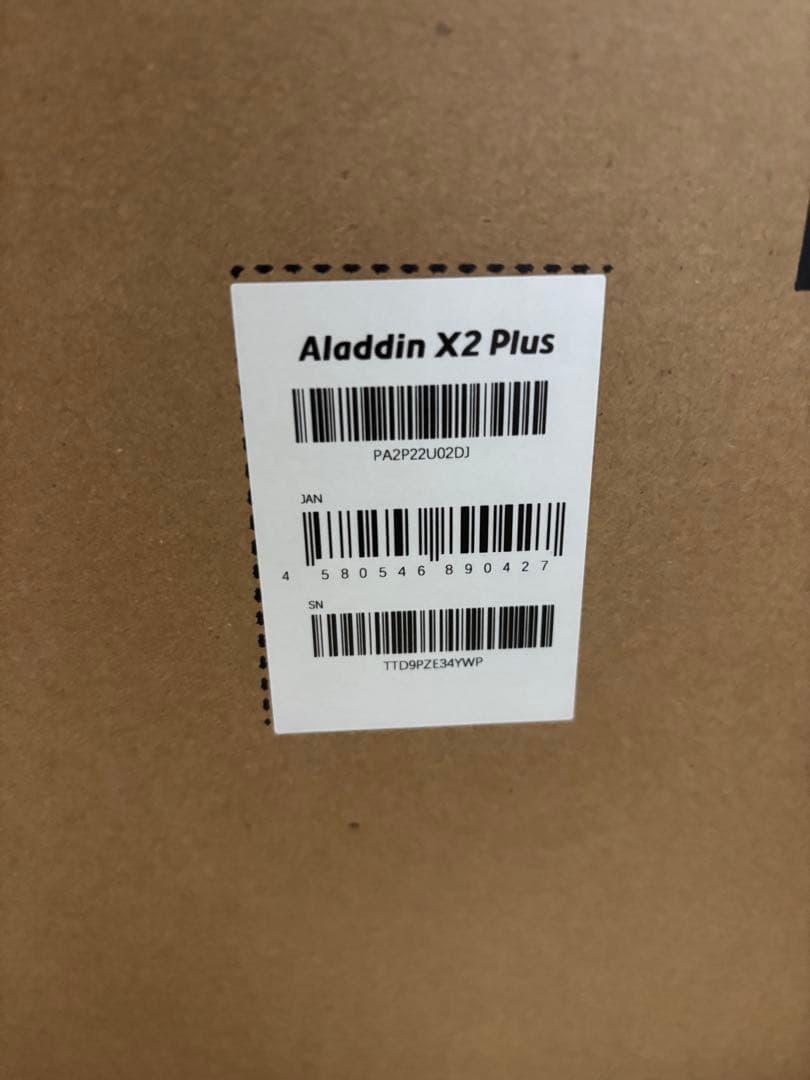 Aladdin X2 Plus
PA2P22U02DJ
JAN
4 580546 890427
SN
TTD9PZE34YWP